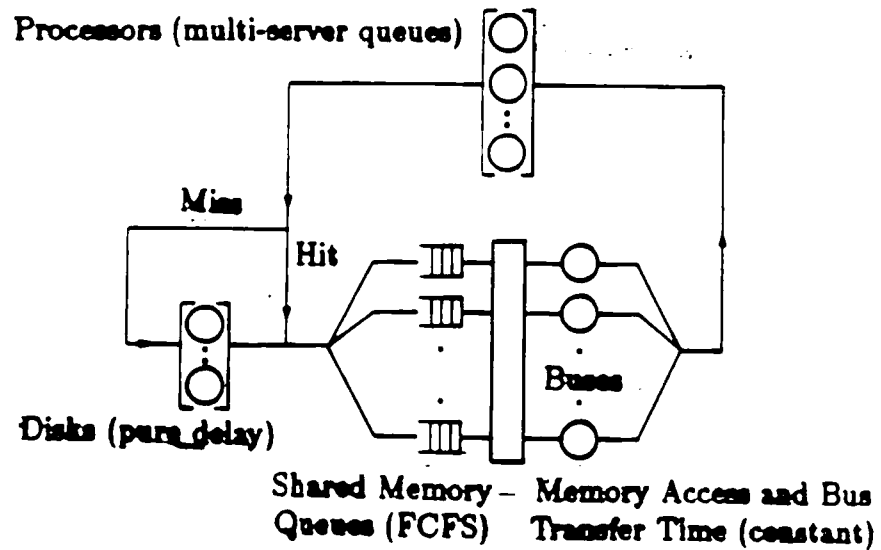 Processors (multi-server queues)
Miss
Hit
Buses
Disks (pure delay)
Shared Memory – Memory Access and Bus
Queues (FCFS) Transfer Time (constant)